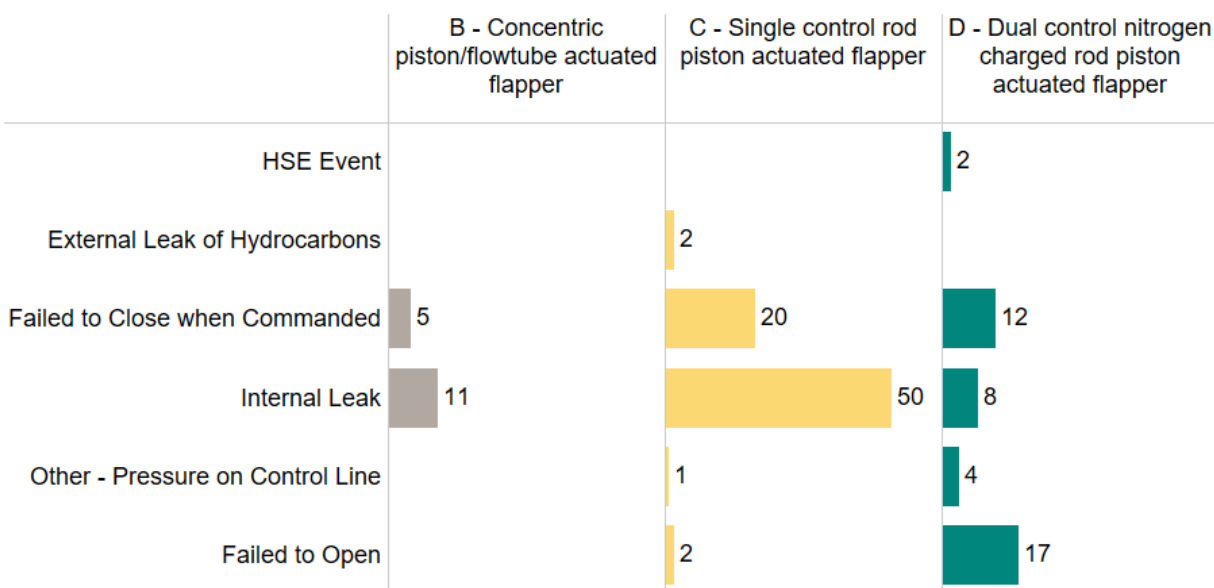 B - Concentric
piston/flowtube actuated
flapper
C - Single control rod
piston actuated flapper
D - Dual control nitrogen
charged rod piston
actuated flapper
HSE Event
2
External Leak of Hydrocarbons
2
Failed to Close when Commanded
5
20
12
Internal Leak
11
50
8
Other - Pressure on Control Line
1
4
Failed to Open
2
17